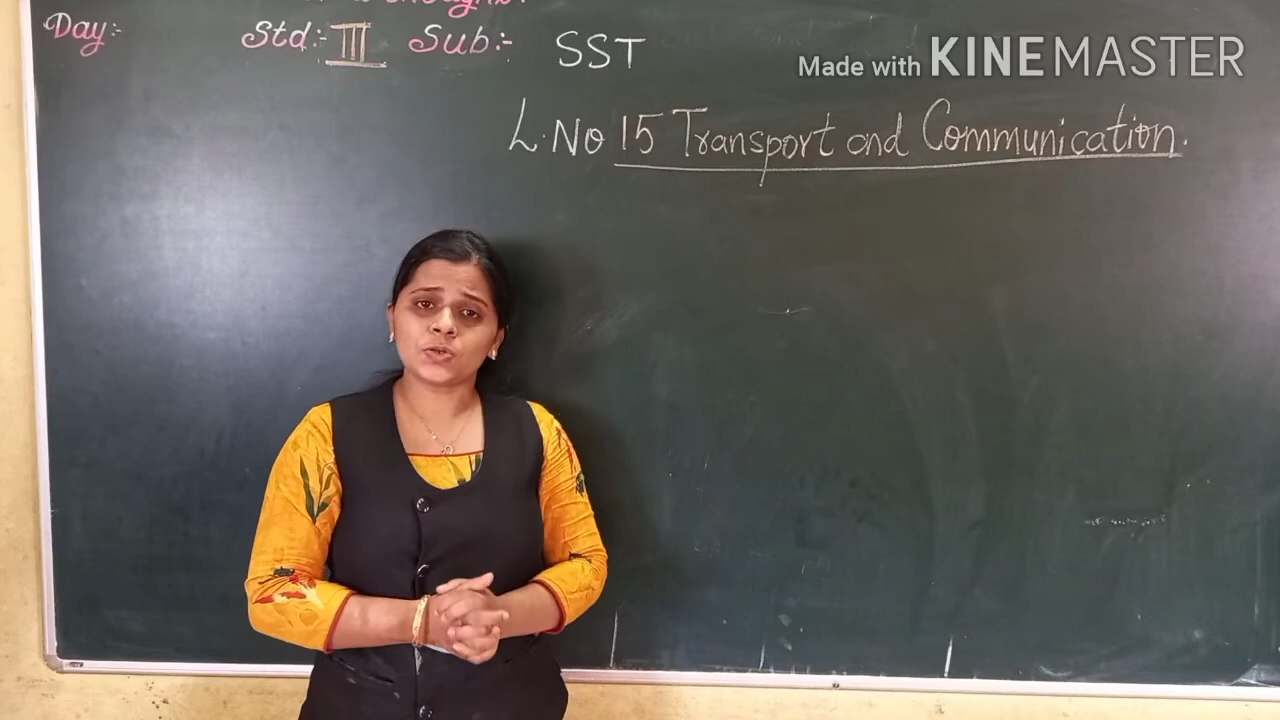 Day:- Std:- III Sub:- SST
Made with KINEMASTER
L.No 15 Transport and Communication.